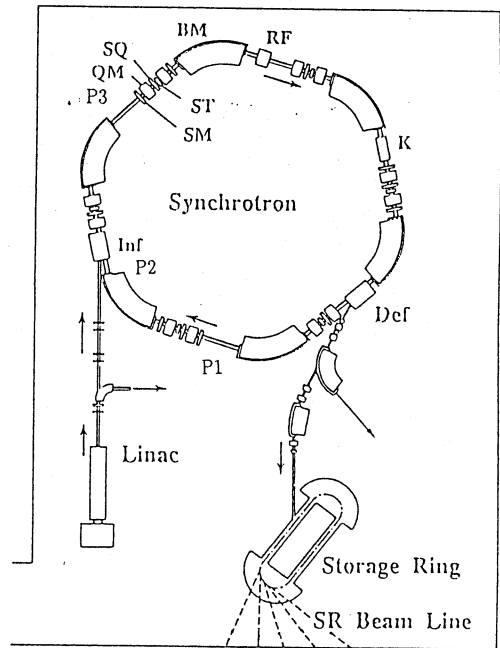 BM
RF
SQ
QM
P3
ST
SM
K
Synchrotron
Inf
P2
Def
P1
Linac
Storage Ring
SR Beam Line